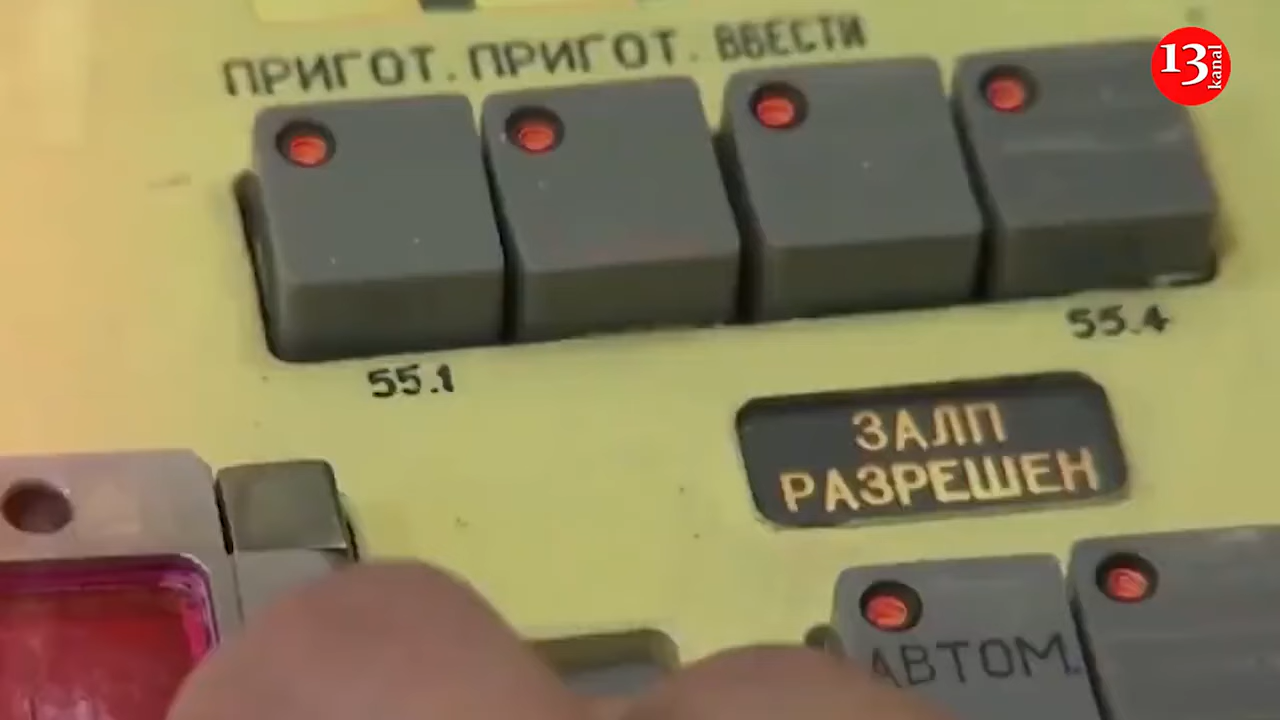 ПРИГОТ. ПРИГОТ. ВВЕСТИ
13 kanal
55.1
55.4
ЗАЛП
РАЗРЕШЕН
АВТОМ.